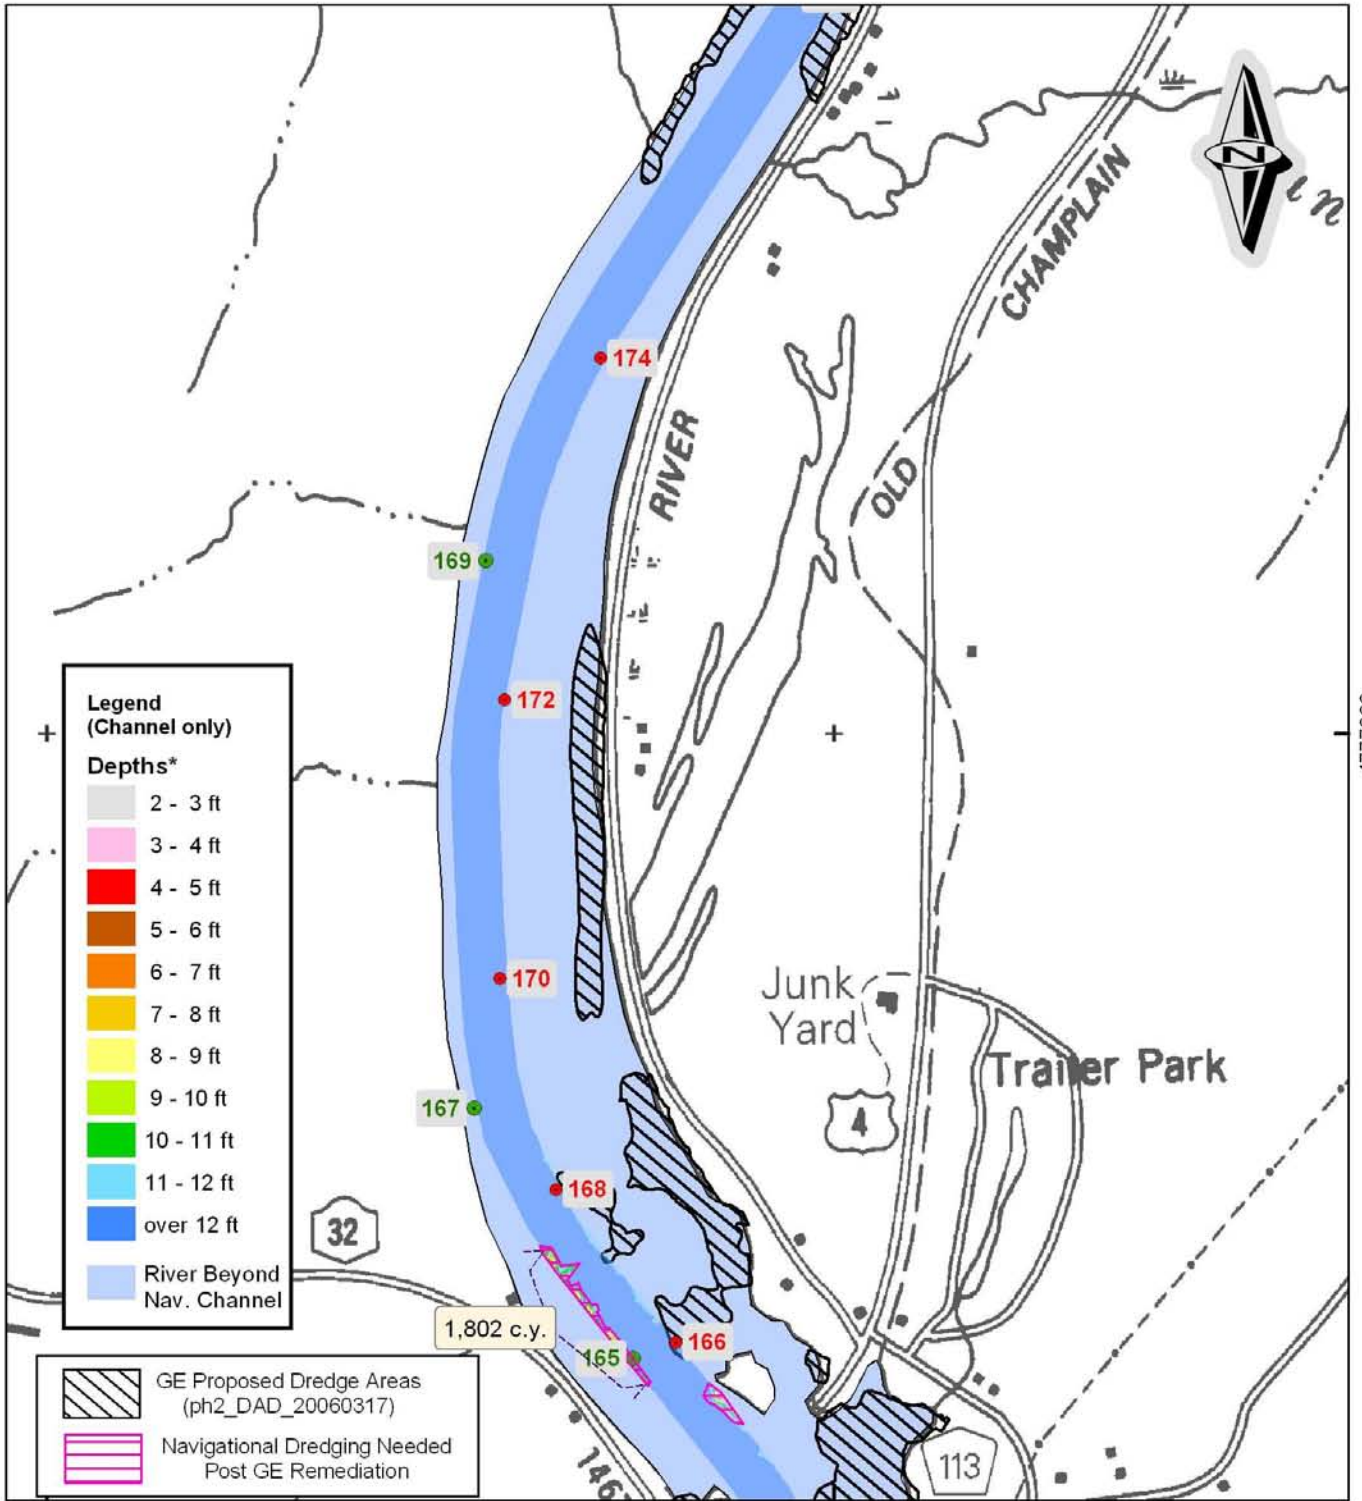 N
CHAMPLAIN
174
RIVER
OLD
169
172
Legend
(Channel only)
Depths*
2 - 3 ft
3 - 4 ft
4 - 5 ft
5 - 6 ft
6 - 7 ft
7 - 8 ft
8 - 9 ft
9 - 10 ft
10 - 11 ft
11 - 12 ft
over 12 ft
River Beyond
Nav. Channel
170
Junk
Yard
Trailer Park
167
4
168
32
1,802 c.y.
165
166
113
GE Proposed Dredge Areas
(ph2_DAD_20060317)
Navigational Dredging Needed
Post GE Remediation